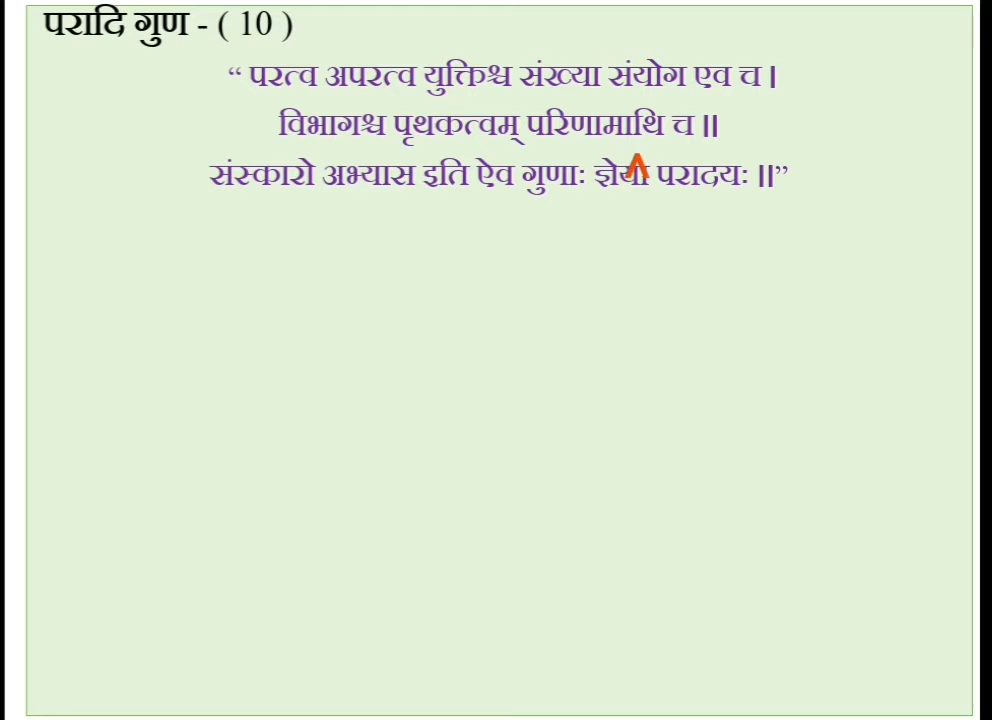 परादि गुण - ( 10 )
“ परत्व अपरत्व युक्तिश्च संख्या संयोग एव च ।
विभागश्च पृथकत्वम् परिणामाथि च ॥
संस्कारो अभ्यास इति ऐव गुणाः ज्ञेया परादयः ॥”